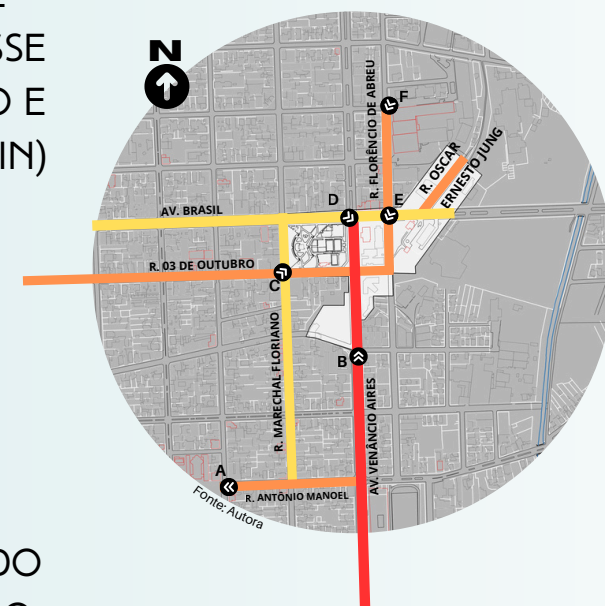 SSE
O E
IN)
N
R. FLORÊNCIO DE ABREU
F
R. OSCAR
ERNESTO JUNG
D
E
AV. BRASIL
R. 03 DE OUTUBRO
C
R. MARECHAL FLORIANO
B
AV. VENÂNCIO AIRES
A
R. ANTÔNIO MANOEL
Fonte: Autora
DO